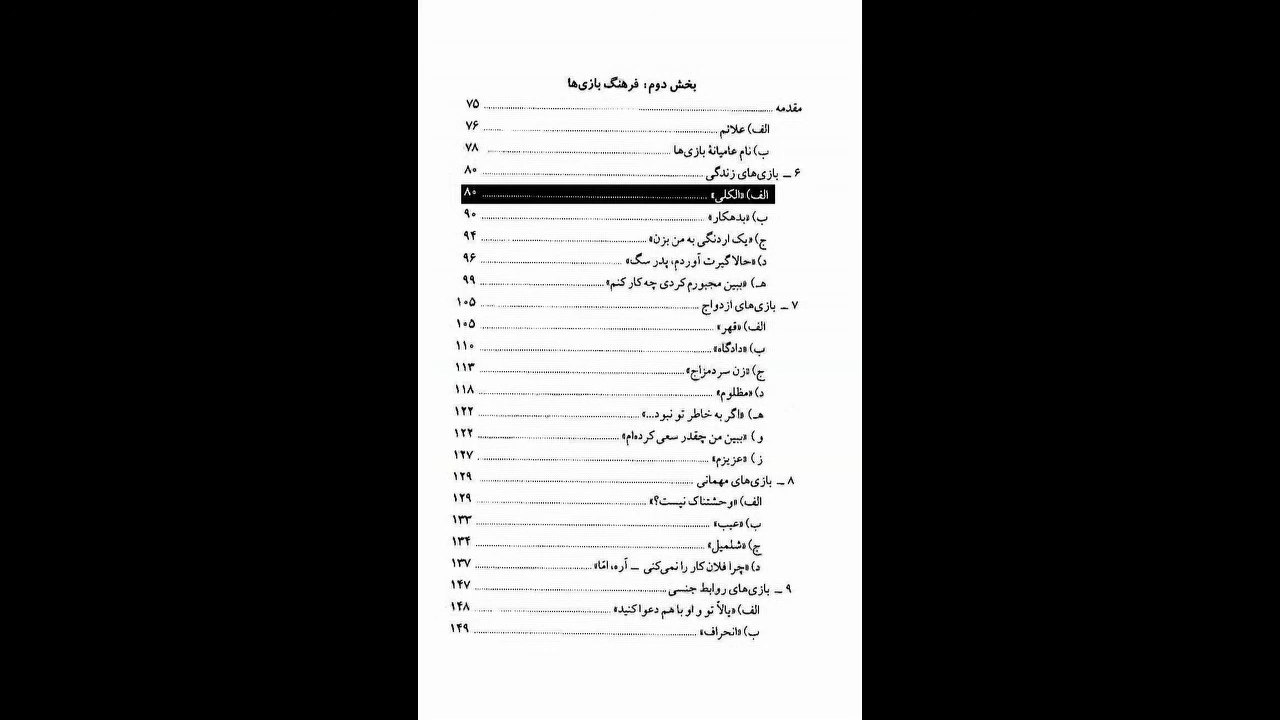 بخش دوم: فرهنگ بازی‌ها
مقدمه ........ ۷۵
الف) علائم ........ ۷۶
ب) نام عامیانهٔ بازی‌ها ........ ۷۸
۶ ــ بازی‌های زندگی ........ ۸۰
الف) «الکلی» ........ ۸۰
ب) «بدهکار» ........ ۹۰
ج) «یک اردنگی به من بزن» ........ ۹۴
د) «حالا گیرت آوردم، پدر سگ» ........ ۹۶
هـ) «ببین مجبورم کردی چه کار کنم» ........ ۹۹
۷ ــ بازی‌های ازدواج ........ ۱۰۵
الف) «قهر» ........ ۱۰۵
ب) «دادگاه» ........ ۱۱۰
ج) «زن سردمزاج» ........ ۱۱۳
د) «مظلوم» ........ ۱۱۸
هـ) «اگر به خاطر تو نبود...» ........ ۱۲۲
و) «ببین من چقدر سعی کرده‌ام» ........ ۱۲۲
ز) «عزیزم» ........ ۱۲۷
۸ ــ بازی‌های مهمانی ........ ۱۲۹
الف) «وحشتناک نیست؟» ........ ۱۲۹
ب) «عیب» ........ ۱۳۳
ج) «شلمیل» ........ ۱۳۴
د) «چرا فلان کار را نمی‌کنی ــ آره، امّا» ........ ۱۳۷
۹ ــ بازی‌های روابط جنسی ........ ۱۴۷
الف) «یالاّ تو و او با هم دعوا کنید» ........ ۱۴۸
ب) «انحراف» ........ ۱۴۹